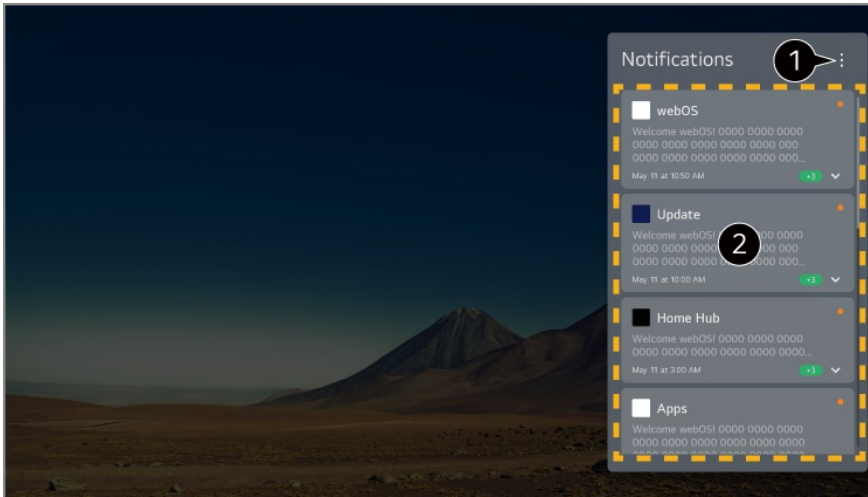 Notifications
1
webOS
Welcome webOS! 0000 0000 0000
0000 0000 0000 0000 0000 000
0000 0000 0000 0000 0000 000...
May 11 at 10:50 AM +3
Update
Welcome webOS! 00 0000
0000 0000 000 00 000
0000 0000 0000 0000 0000 000...
2
May 11 at 10:00 AM +3
Home Hub
Welcome webOS! 0000 0000 0000
0000 0000 0000 0000 0000 0000...
May 11 at 3:00 AM +3
Apps
Welcome webOS! 0000 0000 0000
0000 0000 0000 0000 0000 0000